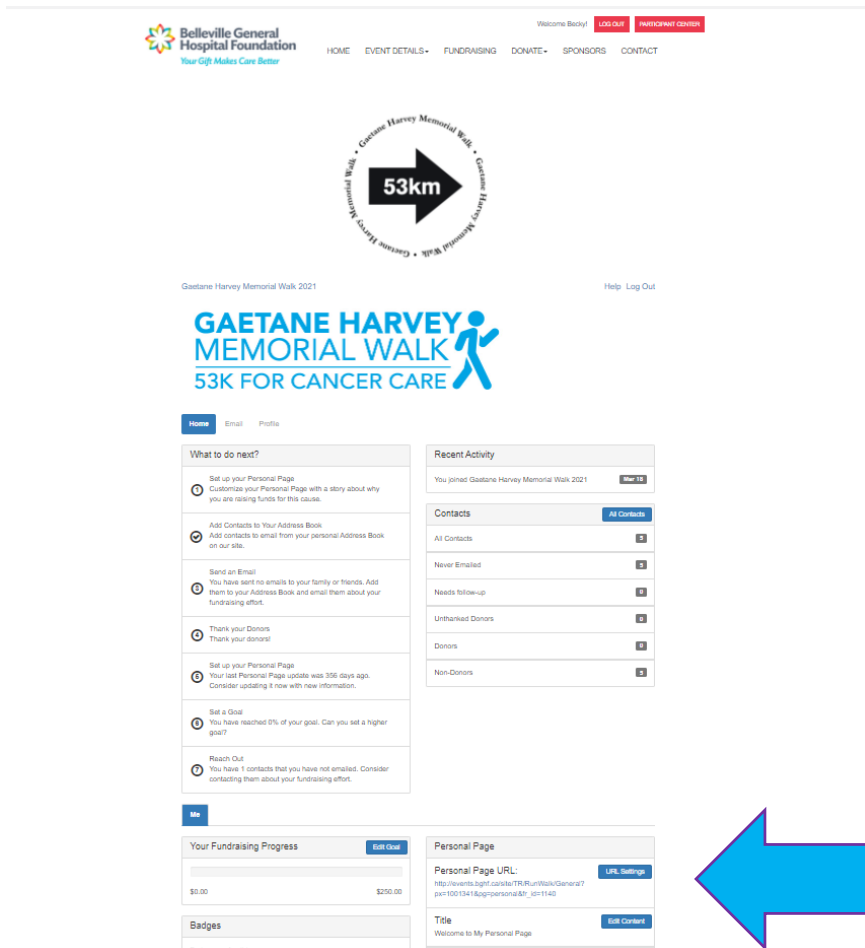 Welcome Becky! LOG OUT PARTICIPANT CENTER
Belleville General
Hospital Foundation
Your Gift Makes Care Better
HOME EVENT DETAILS FUNDRAISING DONATE SPONSORS CONTACT
Gaetane Harvey Memorial Walk • Gaetane Harvey Memorial Walk • Gaetane Harvey Memorial Walk •
53km
Gaetane Harvey Memorial Walk 2021 Help Log Out
GAETANE HARVEY
MEMORIAL WALK
53K FOR CANCER CARE
Home Email Profile
What to do next?
1 Set up your Personal Page
Customize your Personal Page with a story about why
you are raising funds for this cause.
Add Contacts to Your Address Book
Add contacts to email from your personal Address Book
on our site.
3 Send an Email
You have sent no emails to your family or friends. Add
them to your Address Book and email them about your
fundraising effort.
4 Thank your Donors
Thank your donors!
5 Set up your Personal Page
Your last Personal Page update was 356 days ago.
Consider updating it now with new information.
6 Set a Goal
You have reached 0% of your goal. Can you set a higher
goal?
7 Reach Out
You have 1 contacts that you have not emailed. Consider
contacting them about your fundraising effort.
Recent Activity
You joined Gaetane Harvey Memorial Walk 2021 Mar 10
Contacts All Contacts
All Contacts 5
Never Emailed 5
Needs follow-up 0
Unthanked Donors 0
Donors 0
Non-Donors 5
Me
Your Fundraising Progress Edit Goal
$0.00 $250.00
Badges
Personal Page
Personal Page URL: URL Settings
http://events.bghf.ca/site/TR/RunWalk/General?
px=1001341&pg=personal&fr_id=1140
Title Edit Content
Welcome to My Personal Page